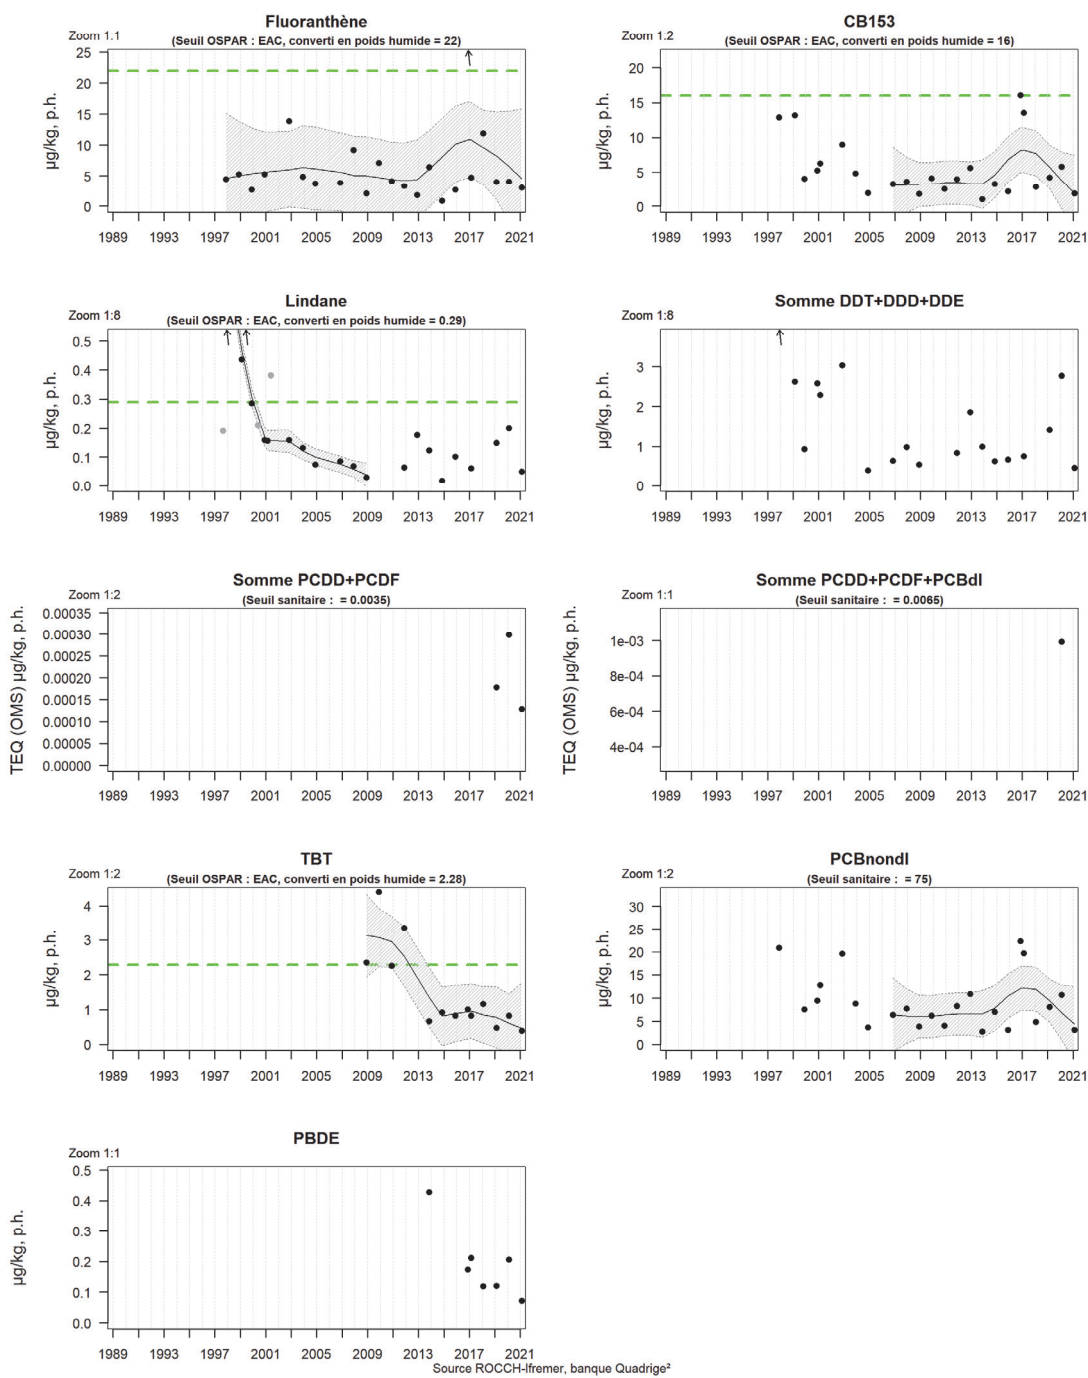 Fluoranthène
Zoom 1:1
(Seuil OSPAR : EAC, converti en poids humide = 22)
µg/kg, p.h.
25
20
15
10
5
0
1989 1993 1997 2001 2005 2009 2013 2017 2021
CB153
Zoom 1:2
(Seuil OSPAR : EAC, converti en poids humide = 16)
µg/kg, p.h.
20
15
10
5
0
1989 1993 1997 2001 2005 2009 2013 2017 2021
Lindane
Zoom 1:8
(Seuil OSPAR : EAC, converti en poids humide = 0.29)
µg/kg, p.h.
0.5
0.4
0.3
0.2
0.1
0.0
1989 1993 1997 2001 2005 2009 2013 2017 2021
Somme DDT+DDD+DDE
Zoom 1:8
µg/kg, p.h.
3
2
1
0
1989 1993 1997 2001 2005 2009 2013 2017 2021
Somme PCDD+PCDF
Zoom 1:2
(Seuil sanitaire : = 0.0035)
TEQ (OMS) µg/kg, p.h.
0.00035
0.00030
0.00025
0.00020
0.00015
0.00010
0.00005
0.00000
1989 1993 1997 2001 2005 2009 2013 2017 2021
Somme PCDD+PCDF+PCBdl
Zoom 1:1
(Seuil sanitaire : = 0.0065)
TEQ (OMS) µg/kg, p.h.
1e-03
8e-04
6e-04
4e-04
1989 1993 1997 2001 2005 2009 2013 2017 2021
TBT
Zoom 1:2
(Seuil OSPAR : EAC, converti en poids humide = 2.28)
µg/kg, p.h.
4
3
2
1
0
1989 1993 1997 2001 2005 2009 2013 2017 2021
PCBnondl
Zoom 1:2
(Seuil sanitaire : = 75)
µg/kg, p.h.
30
25
20
15
10
5
0
1989 1993 1997 2001 2005 2009 2013 2017 2021
PBDE
Zoom 1:1
µg/kg, p.h.
0.5
0.4
0.3
0.2
0.1
0.0
1989 1993 1997 2001 2005 2009 2013 2017 2021
Source ROCCH-Ifremer, banque Quadrige²